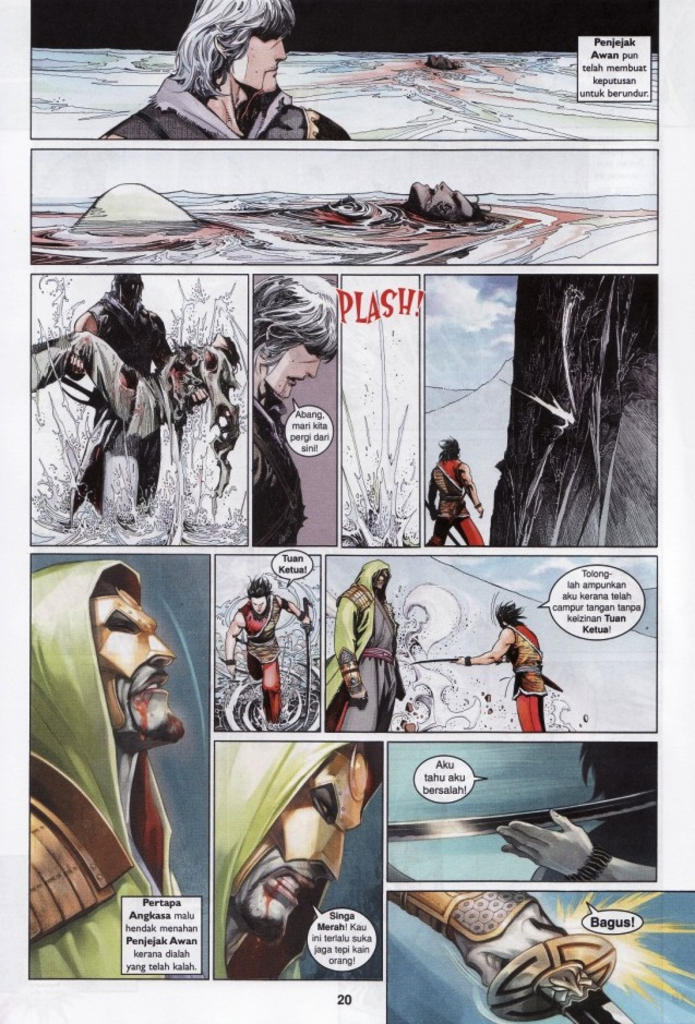 Penjejak
Awan pun
telah membuat
keputusan
untuk berundur.
Abang,
mari kita
pergi dari
sini!
PLASH!
Tuan
Ketua!
Tolong-
lah ampunkan
aku kerana telah
campur tangan tanpa
keizinan Tuan
Ketua!
Pertapa
Angkasa malu
hendak menahan
Penjejak Awan
kerana dialah
yang telah kalah.
Singa
Merah! Kau
ini terlalu suka
jaga tepi kain
orang!
Aku
tahu aku
bersalah!
Bagus!
20